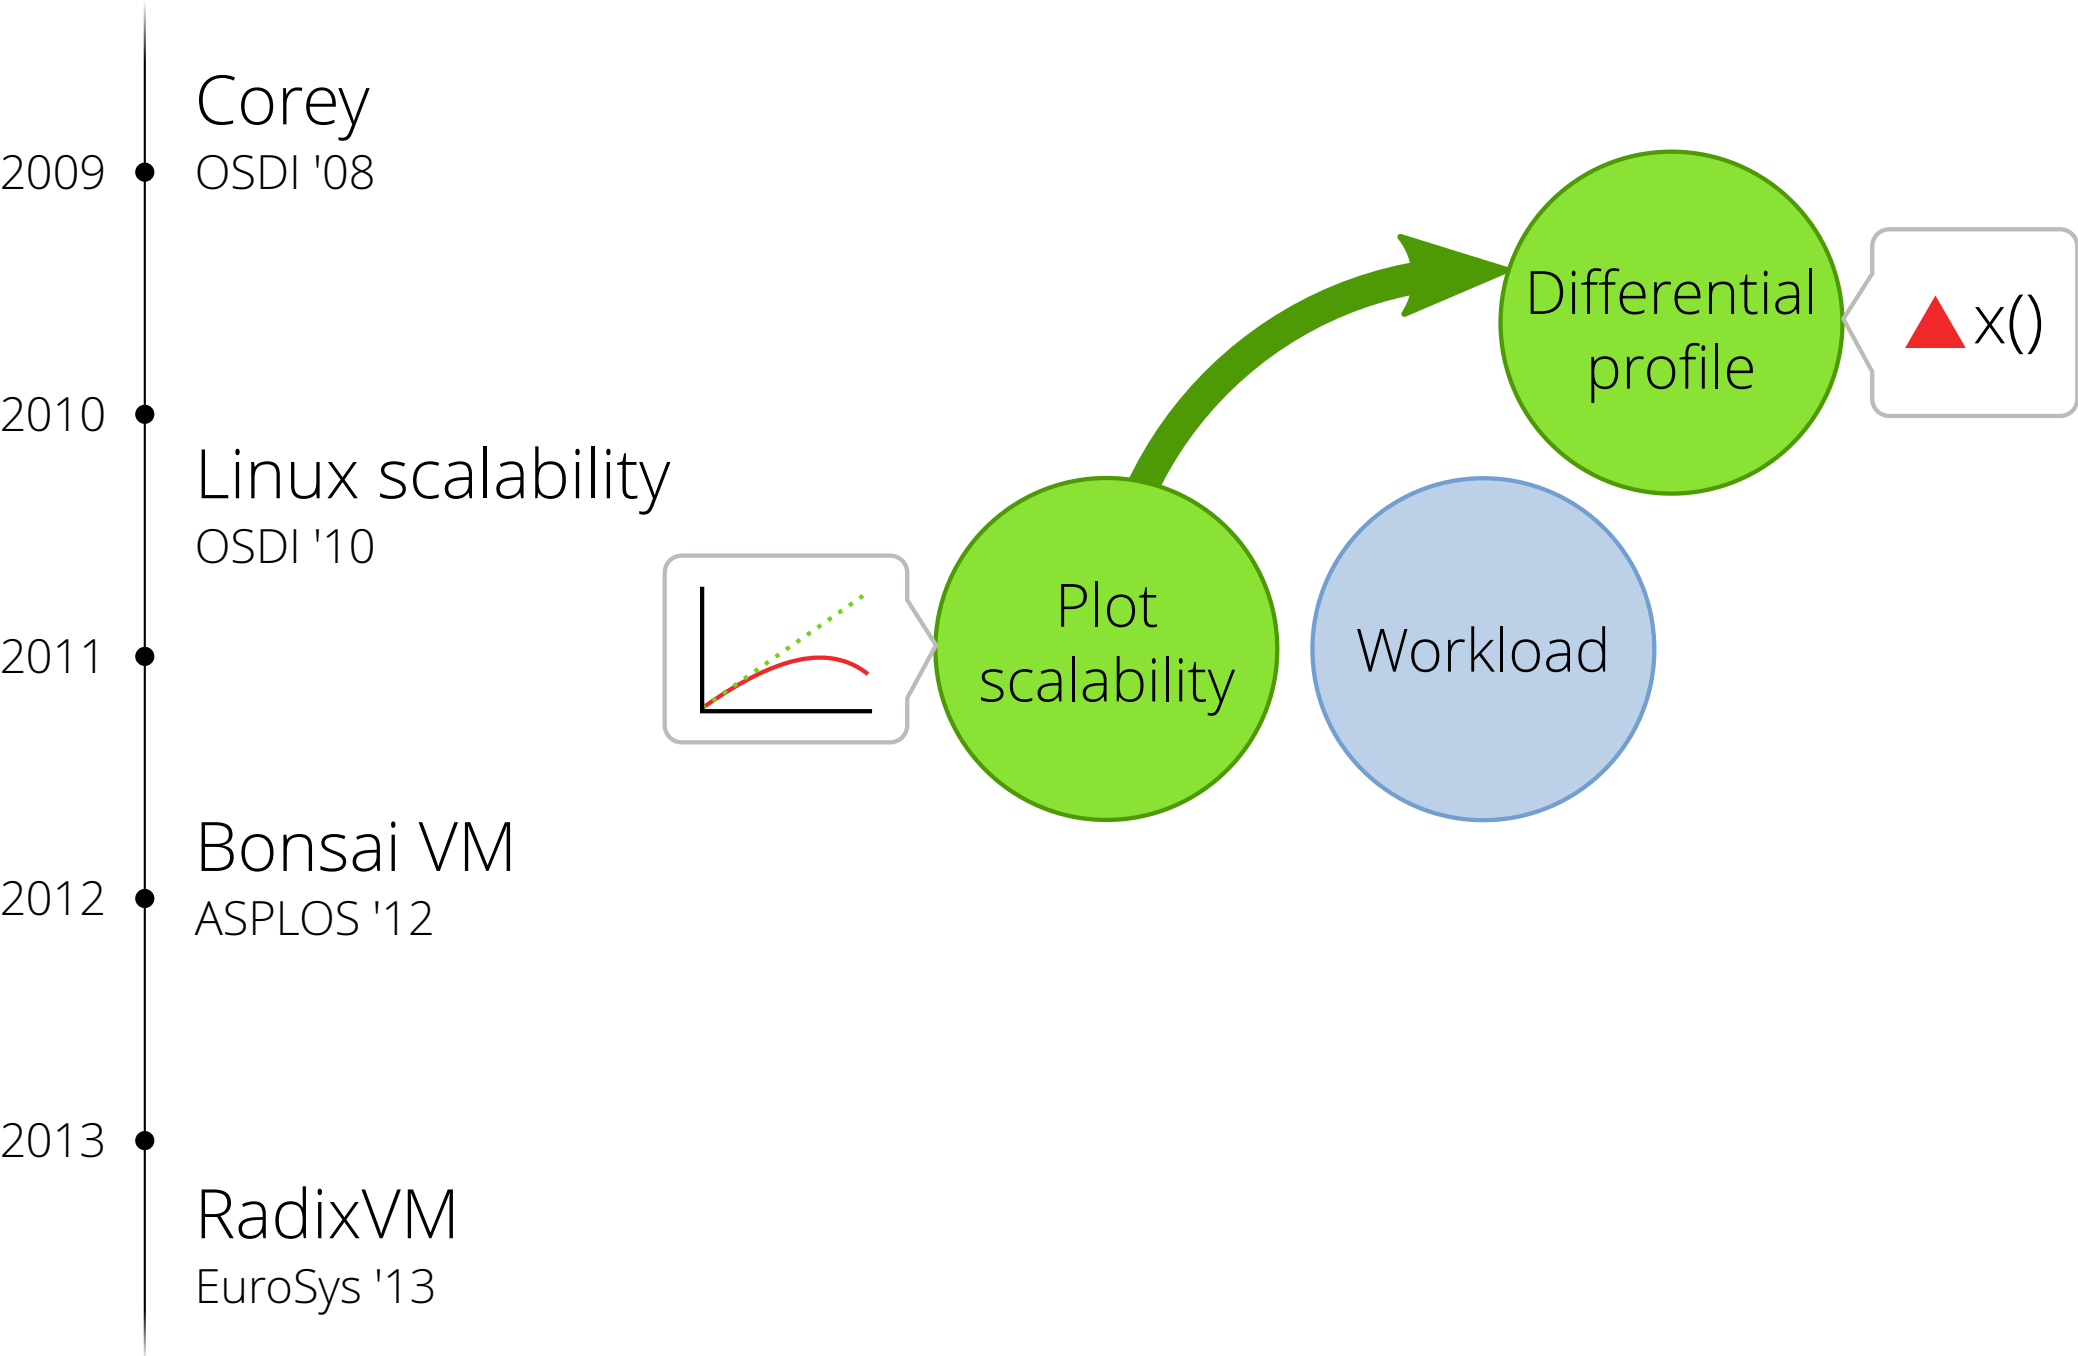 Corey
2009
OSDI '08
2010
Linux scalability
OSDI '10
2011
Bonsai VM
2012
ASPLOS '12
2013
RadixVM
EuroSys '13
Differential
profile
x()
Plot
scalability
Workload